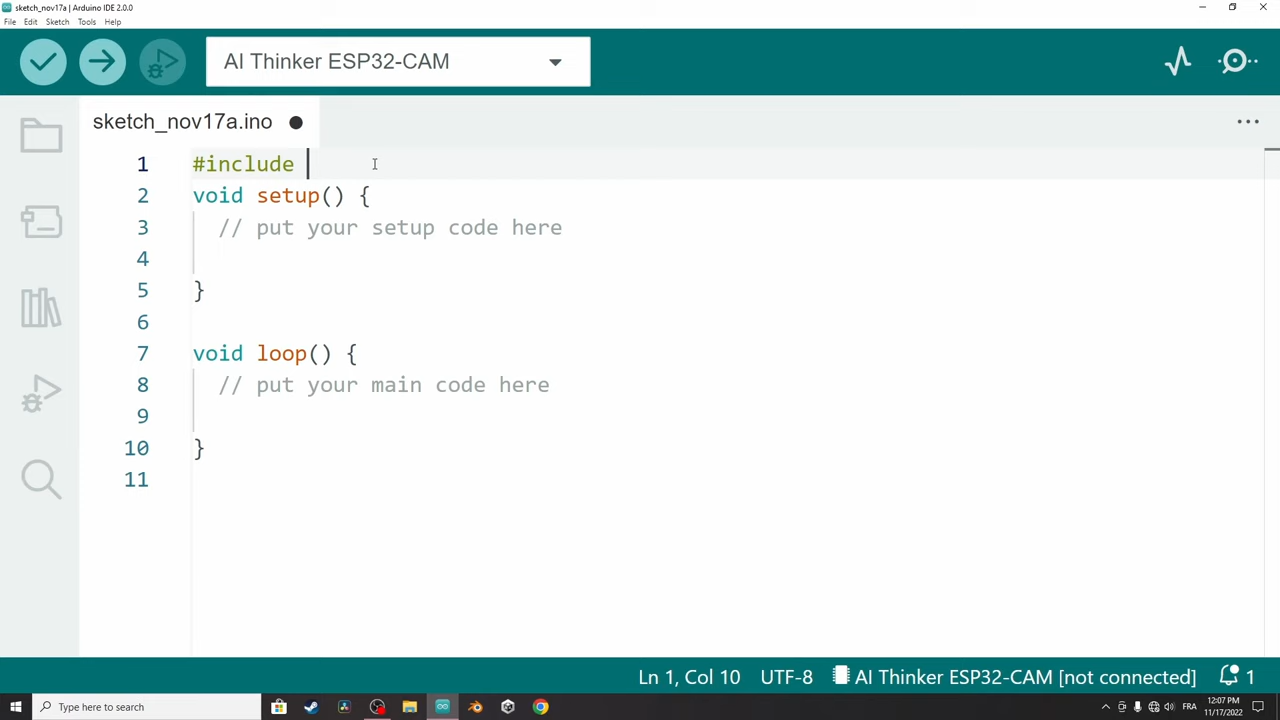 sketch_nov17a | Arduino IDE 2.0.0
File Edit Sketch Tools Help
AI Thinker ESP32-CAM
sketch_nov17a.ino
1 #include
2 void setup() {
3 // put your setup code here
4
5 }
6
7 void loop() {
8 // put your main code here
9
10 }
11
Ln 1, Col 10 UTF-8 AI Thinker ESP32-CAM [not connected] 1
Type here to search
FRA
12:07 PM
11/17/2022